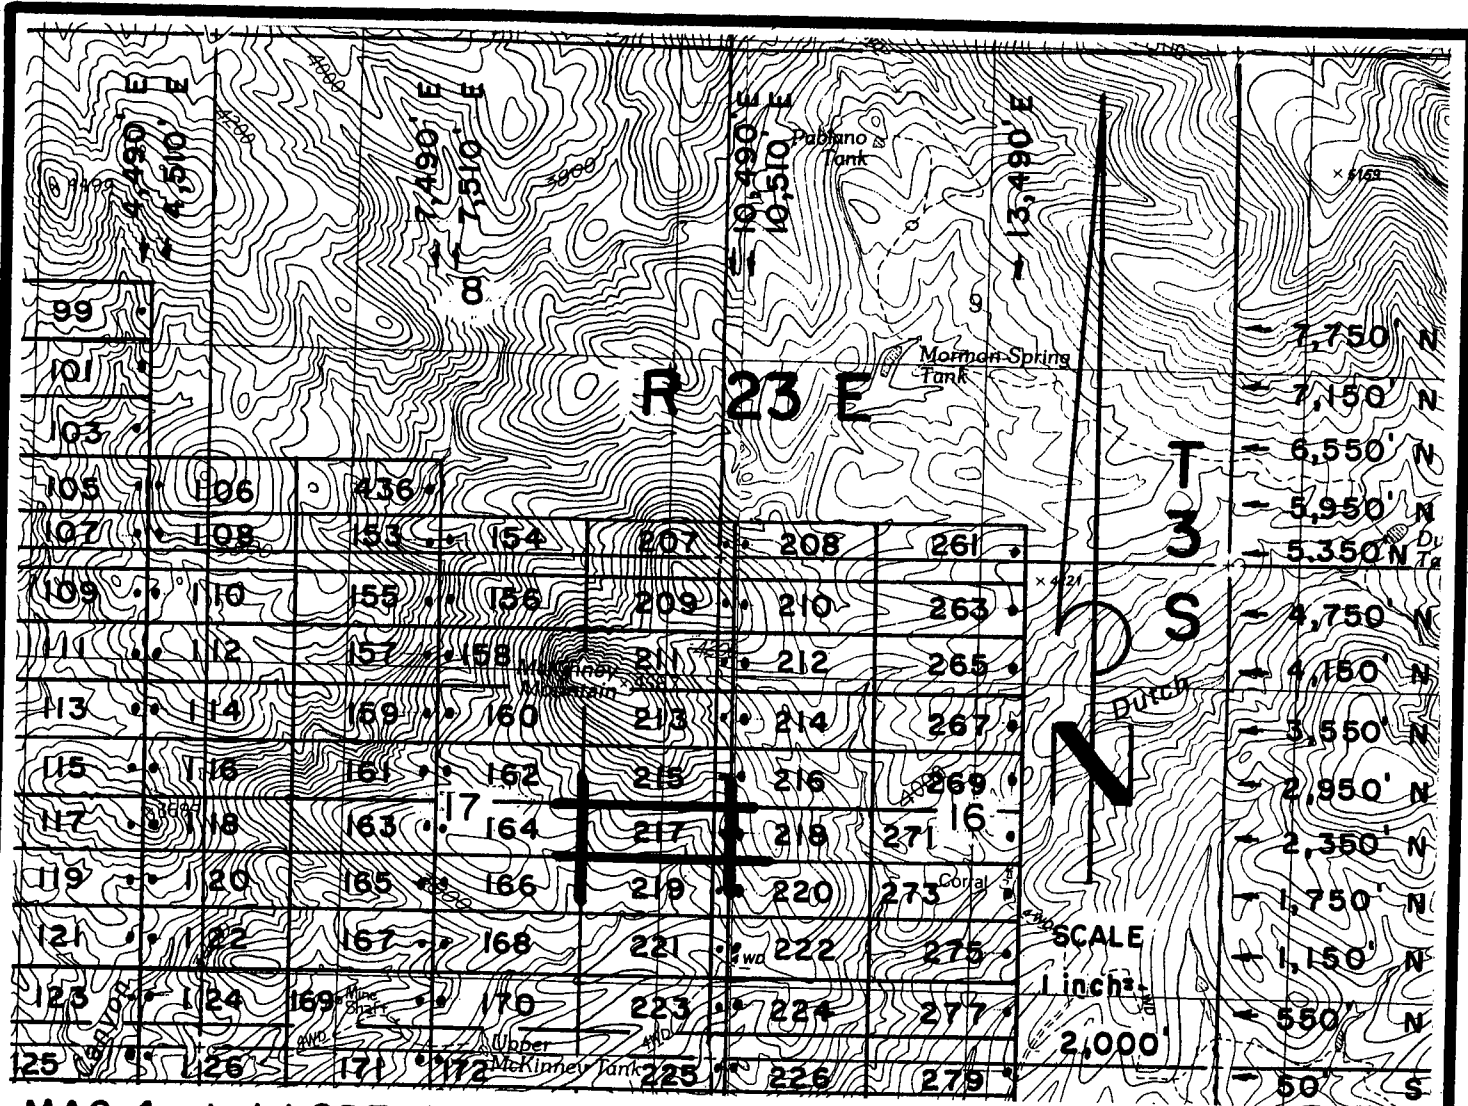 4,490' E
4,510' E
7,490' E
7,510' E
10,490' E
10,510' E
13,490' E
4000
4200
3800
Pablano
Tank
8
9
Mormon Spring
Tank
R 23 E
T
3
S
7,750' N
7,150' N
6,550' N
5,950' N
5,350' N
4,750' N
4,150' N
3,550' N
2,950' N
2,350' N
1,750' N
1,150' N
550' N
50' S
99
101
103
105 106 436
107 108 153 154 207 208 261
109 110 155 156 209 210 263
111 112 157 158 211 212 265
McKinney
Mountain
113 114 159 160 213 214 267
115 116 161 162 215 216 269
17 16
117 118 163 164 217 218 271
119 120 165 166 219 220 273
Corral
121 122 167 168 221 222 275
4WD
123 124 169 170 223 224 277
Mine
Shaft
4WD
Upper
McKinney Tank
125 126 171 172 225 226 279
Canyon
Dutch
N
SCALE
1 inch =
2,000'